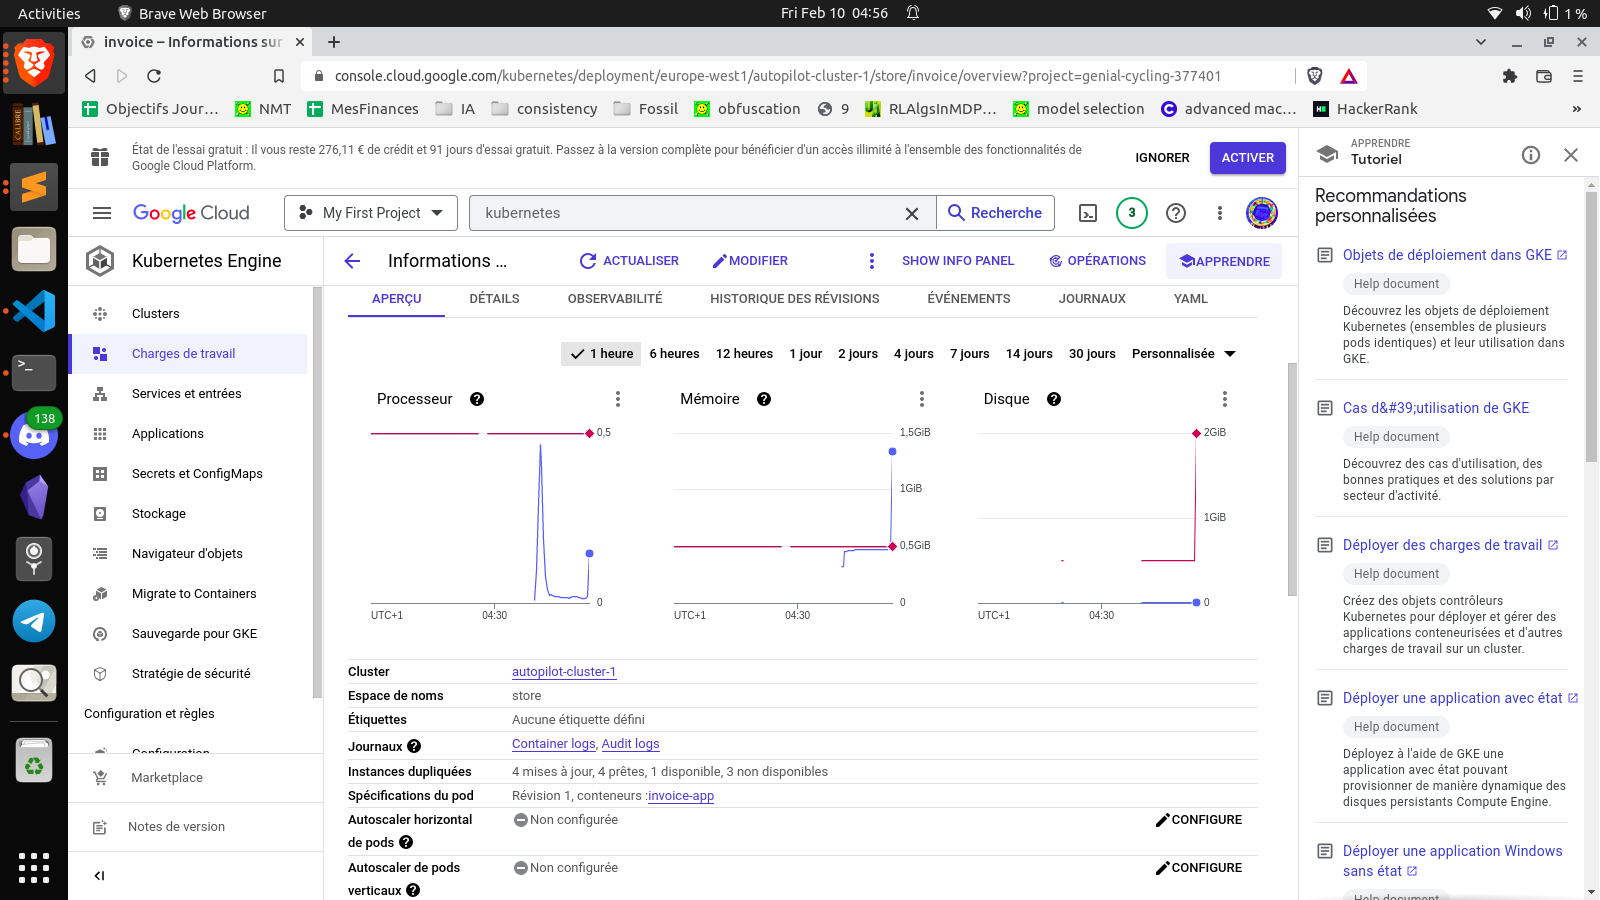 Activities
Brave Web Browser
Fri Feb 10 04:56
1 %
invoice – Informations sur
console.cloud.google.com/kubernetes/deployment/europe-west1/autopilot-cluster-1/store/invoice/overview?project=genial-cycling-377401
Objectifs Jour…
NMT
MesFinances
IA
consistency
Fossil
obfuscation
9
RLAlgsInMDP…
model selection
advanced mac…
HackerRank
»
État de l'essai gratuit : Il vous reste 276,11 € de crédit et 91 jours d'essai gratuit. Passez à la version complète pour bénéficier d'un accès illimité à l'ensemble des fonctionnalités de
Google Cloud Platform.
IGNORER
ACTIVER
Google Cloud
My First Project
kubernetes
Recherche
3
Kubernetes Engine
Informations ...
ACTUALISER
MODIFIER
SHOW INFO PANEL
OPÉRATIONS
APPRENDRE
Clusters
Charges de travail
Services et entrées
Applications
Secrets et ConfigMaps
Stockage
Navigateur d'objets
Migrate to Containers
Sauvegarde pour GKE
Stratégie de sécurité
Configuration et règles
Configuration
Marketplace
Notes de version
138
APERÇU
DÉTAILS
OBSERVABILITÉ
HISTORIQUE DES RÉVISIONS
ÉVÉNEMENTS
JOURNAUX
YAML
1 heure
6 heures
12 heures
1 jour
2 jours
4 jours
7 jours
14 jours
30 jours
Personnalisée
Processeur
0,5
0
UTC+1
04:30
Mémoire
1,5GiB
1GiB
0,5GiB
0
UTC+1
04:30
Disque
2GiB
1GiB
0
UTC+1
04:30
Cluster
autopilot-cluster-1
Espace de noms
store
Étiquettes
Aucune étiquette défini
Journaux
Container logs, Audit logs
Instances dupliquées
4 mises à jour, 4 prêtes, 1 disponible, 3 non disponibles
Spécifications du pod
Révision 1, conteneurs :invoice-app
Autoscaler horizontal
de pods
Non configurée
CONFIGURE
Autoscaler de pods
verticaux
Non configurée
CONFIGURE
APPRENDRE
Tutoriel
Recommandations
personnalisées
Objets de déploiement dans GKE
Help document
Découvrez les objets de déploiement
Kubernetes (ensembles de plusieurs
pods identiques) et leur utilisation dans
GKE.
Cas d&#39;utilisation de GKE
Help document
Découvrez des cas d'utilisation, des
bonnes pratiques et des solutions par
secteur d'activité.
Déployer des charges de travail
Help document
Créez des objets contrôleurs
Kubernetes pour déployer et gérer des
applications conteneurisées et d'autres
charges de travail sur un cluster.
Déployer une application avec état
Help document
Déployez à l'aide de GKE une
application avec état pouvant
provisionner de manière dynamique des
disques persistants Compute Engine.
Déployer une application Windows
sans état
Help document